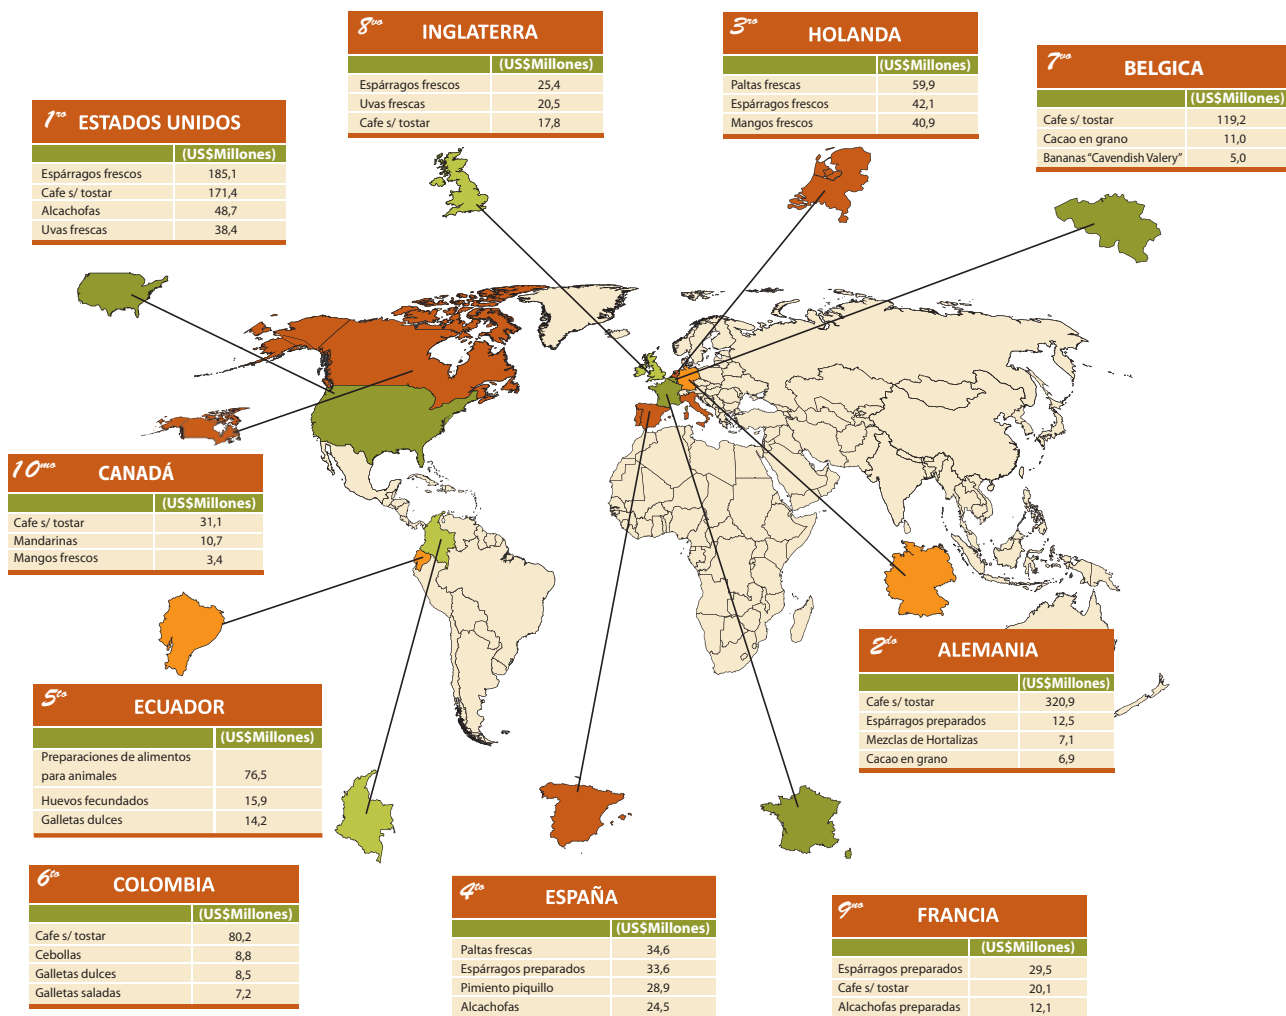 8vo INGLATERRA
(US$Millones)
Espárragos frescos 25,4
Uvas frescas 20,5
Cafe s/ tostar 17,8
3ro HOLANDA
(US$Millones)
Paltas frescas 59,9
Espárragos frescos 42,1
Mangos frescos 40,9
7vo BELGICA
(US$Millones)
Cafe s/ tostar 119,2
Cacao en grano 11,0
Bananas "Cavendish Valery" 5,0
1ro ESTADOS UNIDOS
(US$Millones)
Espárragos frescos 185,1
Cafe s/ tostar 171,4
Alcachofas 48,7
Uvas frescas 38,4
10mo CANADÁ
(US$Millones)
Cafe s/ tostar 31,1
Mandarinas 10,7
Mangos frescos 3,4
2do ALEMANIA
(US$Millones)
Cafe s/ tostar 320,9
Espárragos preparados 12,5
Mezclas de Hortalizas 7,1
Cacao en grano 6,9
5to ECUADOR
(US$Millones)
Preparaciones de alimentos
para animales 76,5
Huevos fecundados 15,9
Galletas dulces 14,2
6to COLOMBIA
(US$Millones)
Cafe s/ tostar 80,2
Cebollas 8,8
Galletas dulces 8,5
Galletas saladas 7,2
4to ESPAÑA
(US$Millones)
Paltas frescas 34,6
Espárragos preparados 33,6
Pimiento piquillo 28,9
Alcachofas 24,5
9no FRANCIA
(US$Millones)
Espárragos preparados 29,5
Cafe s/ tostar 20,1
Alcachofas preparadas 12,1